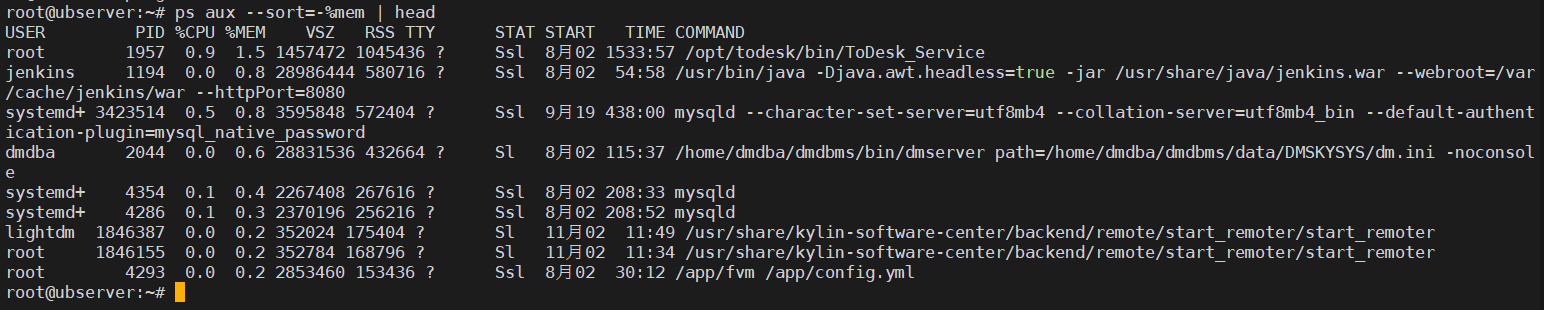 root@ubserver:~# ps aux --sort=-%mem | head
USER         PID %CPU %MEM    VSZ   RSS TTY      STAT START   TIME COMMAND
root        1957  0.9  1.5 1457472 1045436 ?     Ssl  8月02 1533:57 /opt/todesk/bin/ToDesk_Service
jenkins     1194  0.0  0.8 28986444 580716 ?     Ssl  8月02  54:58 /usr/bin/java -Djava.awt.headless=true -jar /usr/share/java/jenkins.war --webroot=/var
/cache/jenkins/war --httpPort=8080
systemd+ 3423514  0.5  0.8 3595848 572404 ?      Ssl  9月19 438:00 mysqld --character-set-server=utf8mb4 --collation-server=utf8mb4_bin --default-authent
ication-plugin=mysql_native_password
dmdba       2044  0.0  0.6 28831536 432664 ?     Sl   8月02 115:37 /home/dmdba/dmdbms/bin/dmserver path=/home/dmdba/dmdbms/data/DMSKYSYS/dm.ini -noconsol
e
systemd+    4354  0.1  0.4 2267408 267616 ?      Ssl  8月02 208:33 mysqld
systemd+    4286  0.1  0.3 2370196 256216 ?      Ssl  8月02 208:52 mysqld
lightdm  1846387  0.0  0.2 352024 175404 ?       Sl   11月02  11:49 /usr/share/kylin-software-center/backend/remote/start_remoter/start_remoter
root     1846155  0.0  0.2 352784 168796 ?       Sl   11月02  11:34 /usr/share/kylin-software-center/backend/remote/start_remoter/start_remoter
root        4293  0.0  0.2 2853460 153436 ?      Ssl  8月02  30:12 /app/fvm /app/config.yml
root@ubserver:~#